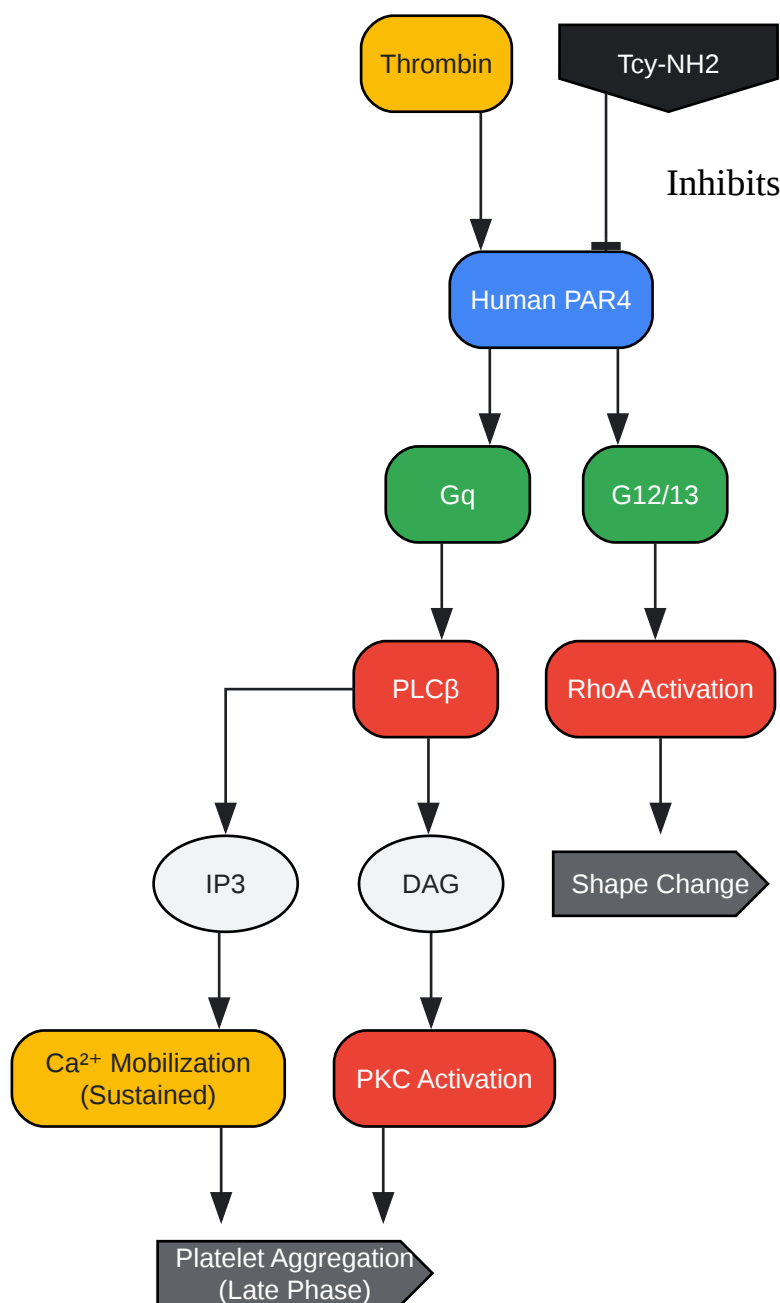 Thrombin
Tcy-NH2
Inhibits
Human PAR4
Gq
G12/13
PLCβ
RhoA Activation
IP3
DAG
Shape Change
Ca²⁺ Mobilization
(Sustained)
PKC Activation
Platelet Aggregation
(Late Phase)